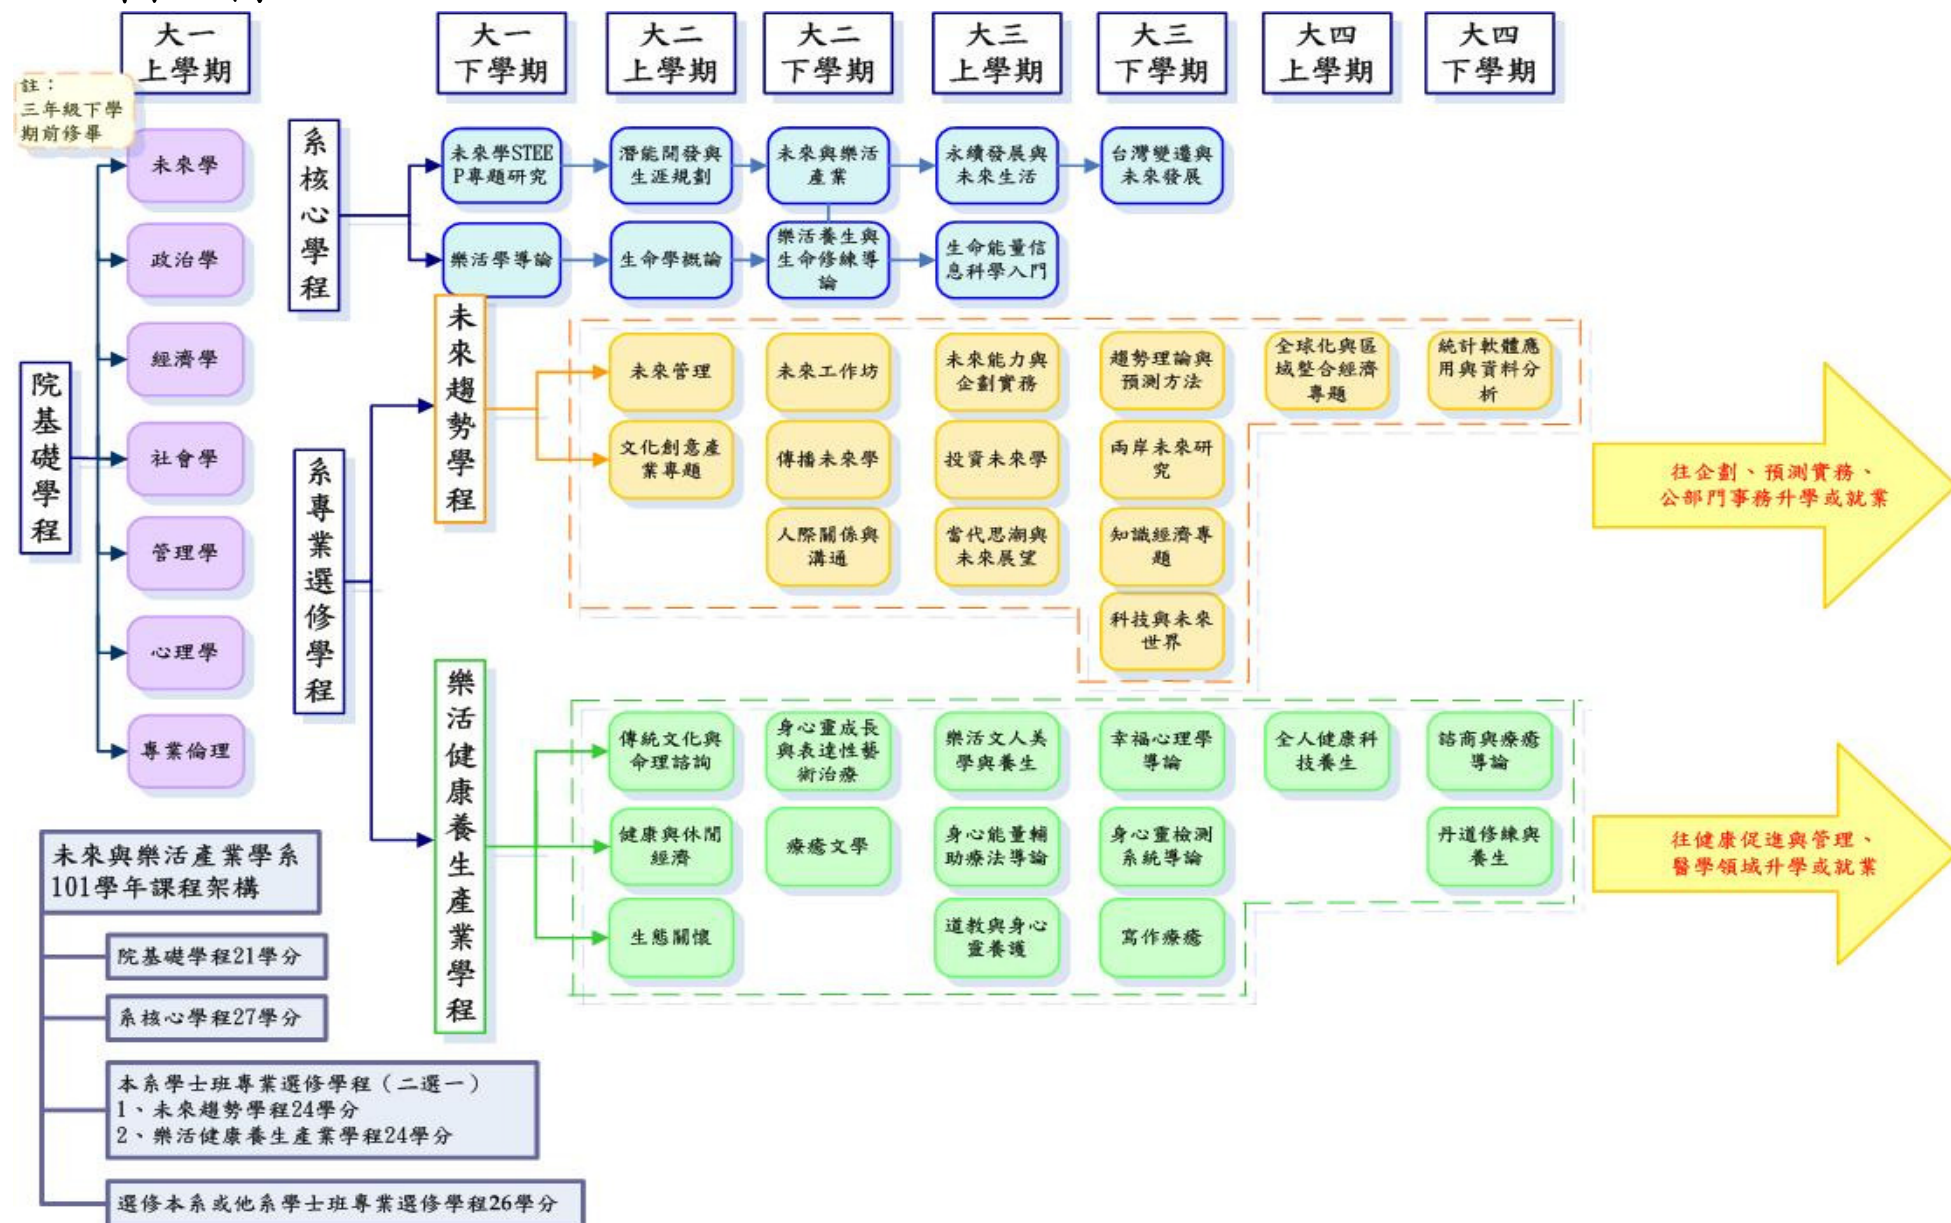 大一
上學期
大一
下學期
大二
上學期
大二
下學期
大三
上學期
大三
下學期
大四
上學期
大四
下學期
註：
三年級下學
期前修畢
院基礎學程
未來學
政治學
經濟學
社會學
管理學
心理學
專業倫理
系核心學程
未來學STEE
P專題研究
潛能開發與
生涯規劃
未來與樂活
產業
永續發展與
未來生活
台灣變遷與
未來發展
樂活學導論
生命學概論
樂活養生與
生命修練導
論
生命能量信
息科學入門
系專業選修學程
未來趨勢學程
未來管理
未來工作坊
未來能力與
企劃實務
趨勢理論與
預測方法
全球化與區
域整合經濟
專題
統計軟體應
用與資料分
析
文化創意產
業專題
傳播未來學
投資未來學
兩岸未來研
究
人際關係與
溝通
當代思潮與
未來展望
知識經濟專
題
科技與未來
世界
往企劃、預測實務、
公部門事務升學或就業
樂活健康養生產業學程
傳統文化與
命理諮詢
身心靈成長
與表達性藝
術治療
樂活文人美
學與養生
幸福心理學
導論
全人健康科
技養生
諮商與療癒
導論
健康與休閒
經濟
療癒文學
身心能量輔
助療法導論
身心靈檢測
系統導論
丹道修練與
養生
生態關懷
道教與身心
靈養護
寫作療癒
往健康促進與管理、
醫學領域升學或就業
未來與樂活產業學系
101學年課程架構
院基礎學程21學分
系核心學程27學分
本系學士班專業選修學程（二選一）
1、未來趨勢學程24學分
2、樂活健康養生產業學程24學分
選修本系或他系學士班專業選修學程26學分